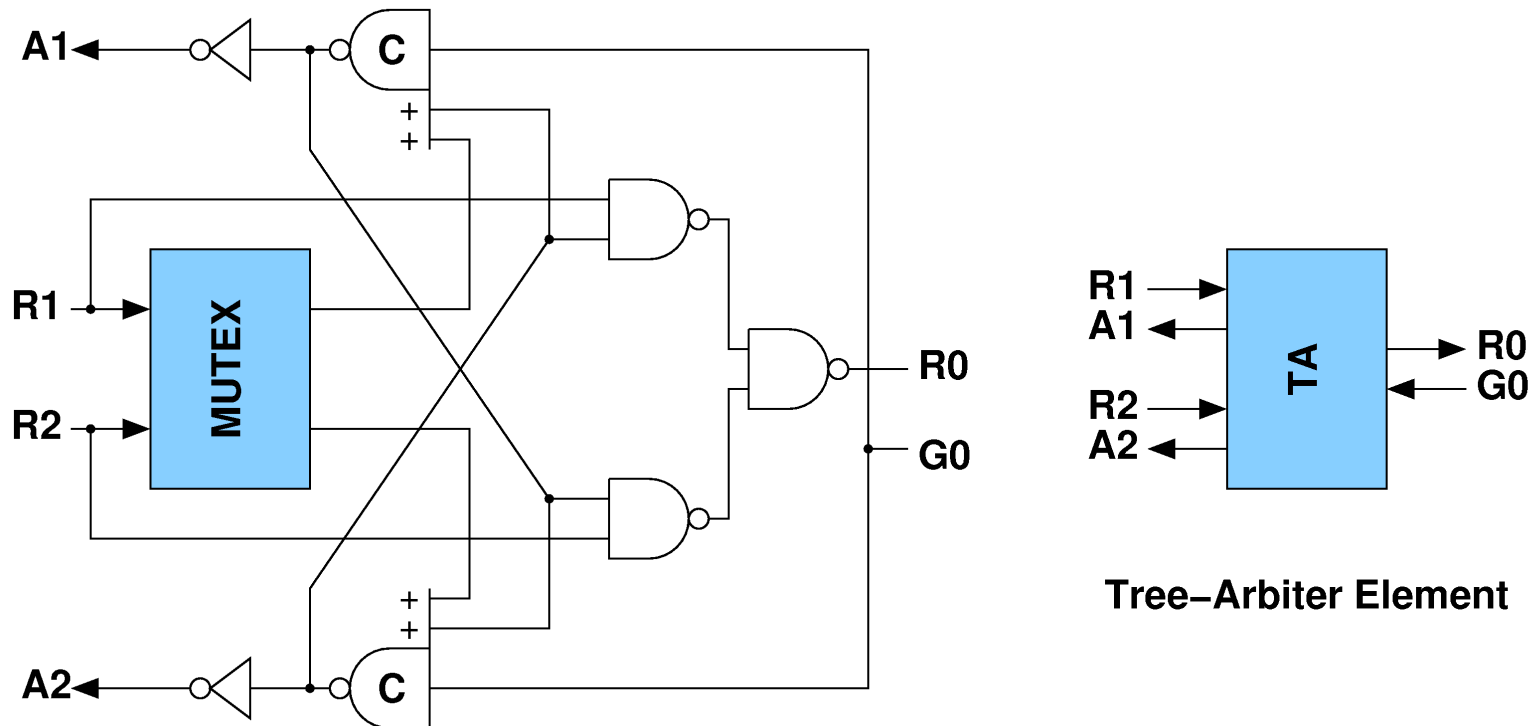 A1
C
+
+
R1
MUTEX
R2
R0
G0
+
+
A2
C
R1
A1
R2
A2
TA
R0
G0
Tree–Arbiter Element